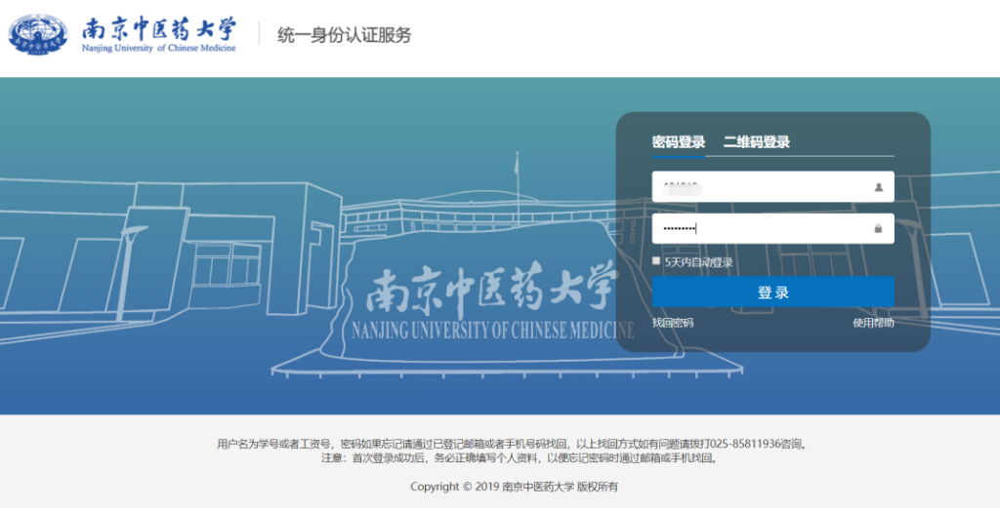 南京中医药大学
Nanjing University of Chinese Medicine
统一身份认证服务
密码登录 二维码登录
5天内自动登录
登录
找回密码 使用帮助
南京中医药大学
NANJING UNIVERSITY OF CHINESE MEDICINE
用户名为学号或者工资号，密码如果忘记请通过已登记邮箱或者手机号码找回，以上找回方式如有问题请拨打025-85811936咨询。
注意：首次登录成功后，务必正确填写个人资料，以便忘记密码时通过邮箱或手机找回。
Copyright © 2019 南京中医药大学 版权所有